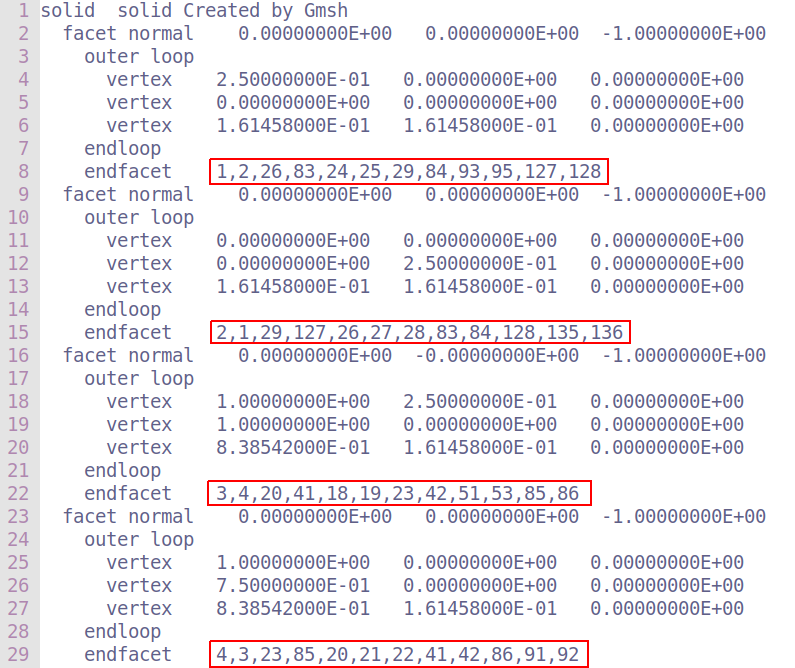 1 solid  solid Created by Gmsh
2   facet normal    0.00000000E+00   0.00000000E+00  -1.00000000E+00
3     outer loop
4       vertex    2.50000000E-01   0.00000000E+00   0.00000000E+00
5       vertex    0.00000000E+00   0.00000000E+00   0.00000000E+00
6       vertex    1.61458000E-01   1.61458000E-01   0.00000000E+00
7     endloop
8     endfacet    1,2,26,83,24,25,29,84,93,95,127,128
9   facet normal    0.00000000E+00   0.00000000E+00  -1.00000000E+00
10     outer loop
11       vertex    0.00000000E+00   0.00000000E+00   0.00000000E+00
12       vertex    0.00000000E+00   2.50000000E-01   0.00000000E+00
13       vertex    1.61458000E-01   1.61458000E-01   0.00000000E+00
14     endloop
15     endfacet    2,1,29,127,26,27,28,83,84,128,135,136
16   facet normal    0.00000000E+00  -0.00000000E+00  -1.00000000E+00
17     outer loop
18       vertex    1.00000000E+00   2.50000000E-01   0.00000000E+00
19       vertex    1.00000000E+00   0.00000000E+00   0.00000000E+00
20       vertex    8.38542000E-01   1.61458000E-01   0.00000000E+00
21     endloop
22     endfacet    3,4,20,41,18,19,23,42,51,53,85,86
23   facet normal    0.00000000E+00   0.00000000E+00  -1.00000000E+00
24     outer loop
25       vertex    1.00000000E+00   0.00000000E+00   0.00000000E+00
26       vertex    7.50000000E-01   0.00000000E+00   0.00000000E+00
27       vertex    8.38542000E-01   1.61458000E-01   0.00000000E+00
28     endloop
29     endfacet    4,3,23,85,20,21,22,41,42,86,91,92